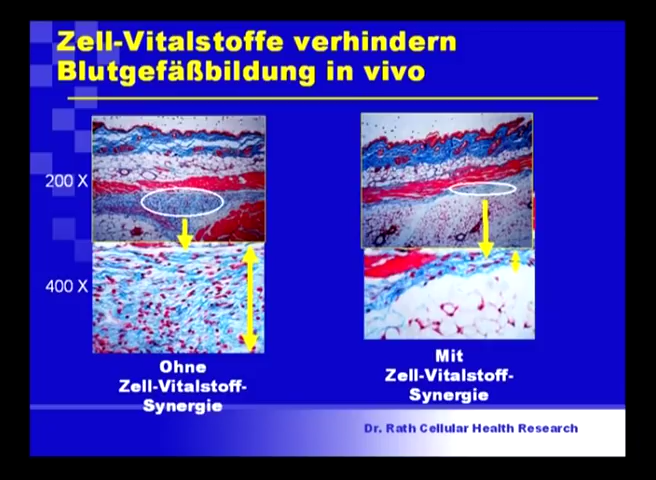 Zell-Vitalstoffe verhindern
Blutgefäßbildung in vivo
200 X
400 X
Ohne
Zell-Vitalstoff-
Synergie
Mit
Zell-Vitalstoff-
Synergie
Dr. Rath Cellular Health Research